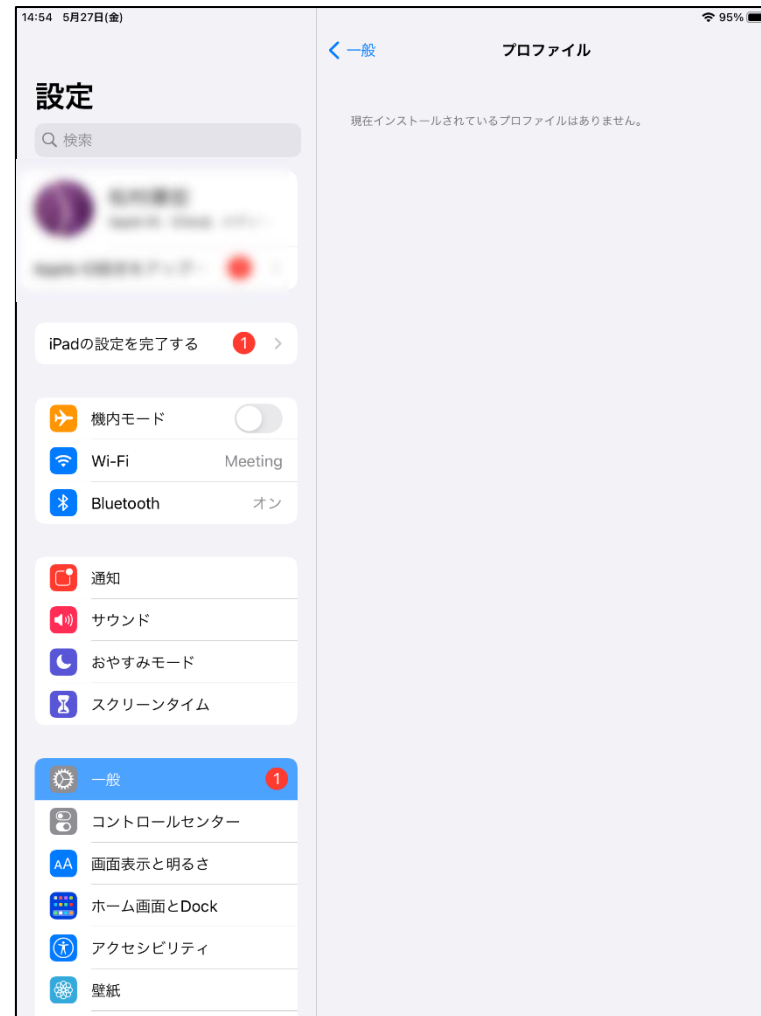 14:54 5月27日(金)
95%
設定
検索
iPadの設定を完了する 1
機内モード
Wi-Fi Meeting
Bluetooth オン
通知
サウンド
おやすみモード
スクリーンタイム
一般 1
コントロールセンター
AA 画面表示と明るさ
ホーム画面とDock
アクセシビリティ
壁紙
一般 プロファイル
現在インストールされているプロファイルはありません。